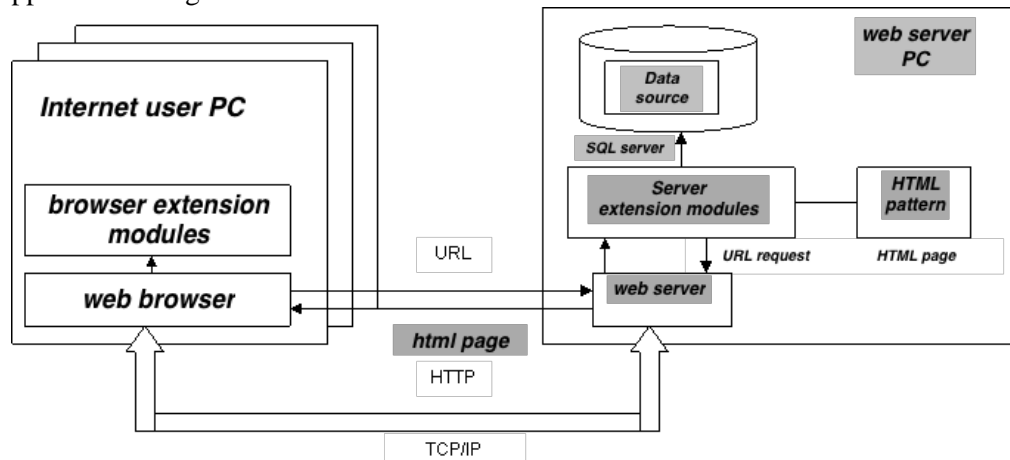 Internet user PC
browser extension
modules
web browser
URL
html page
HTTP
TCP/IP
web server
PC
Data
source
SQL server
Server
extension modules
HTML
pattern
URL request
HTML page
web server